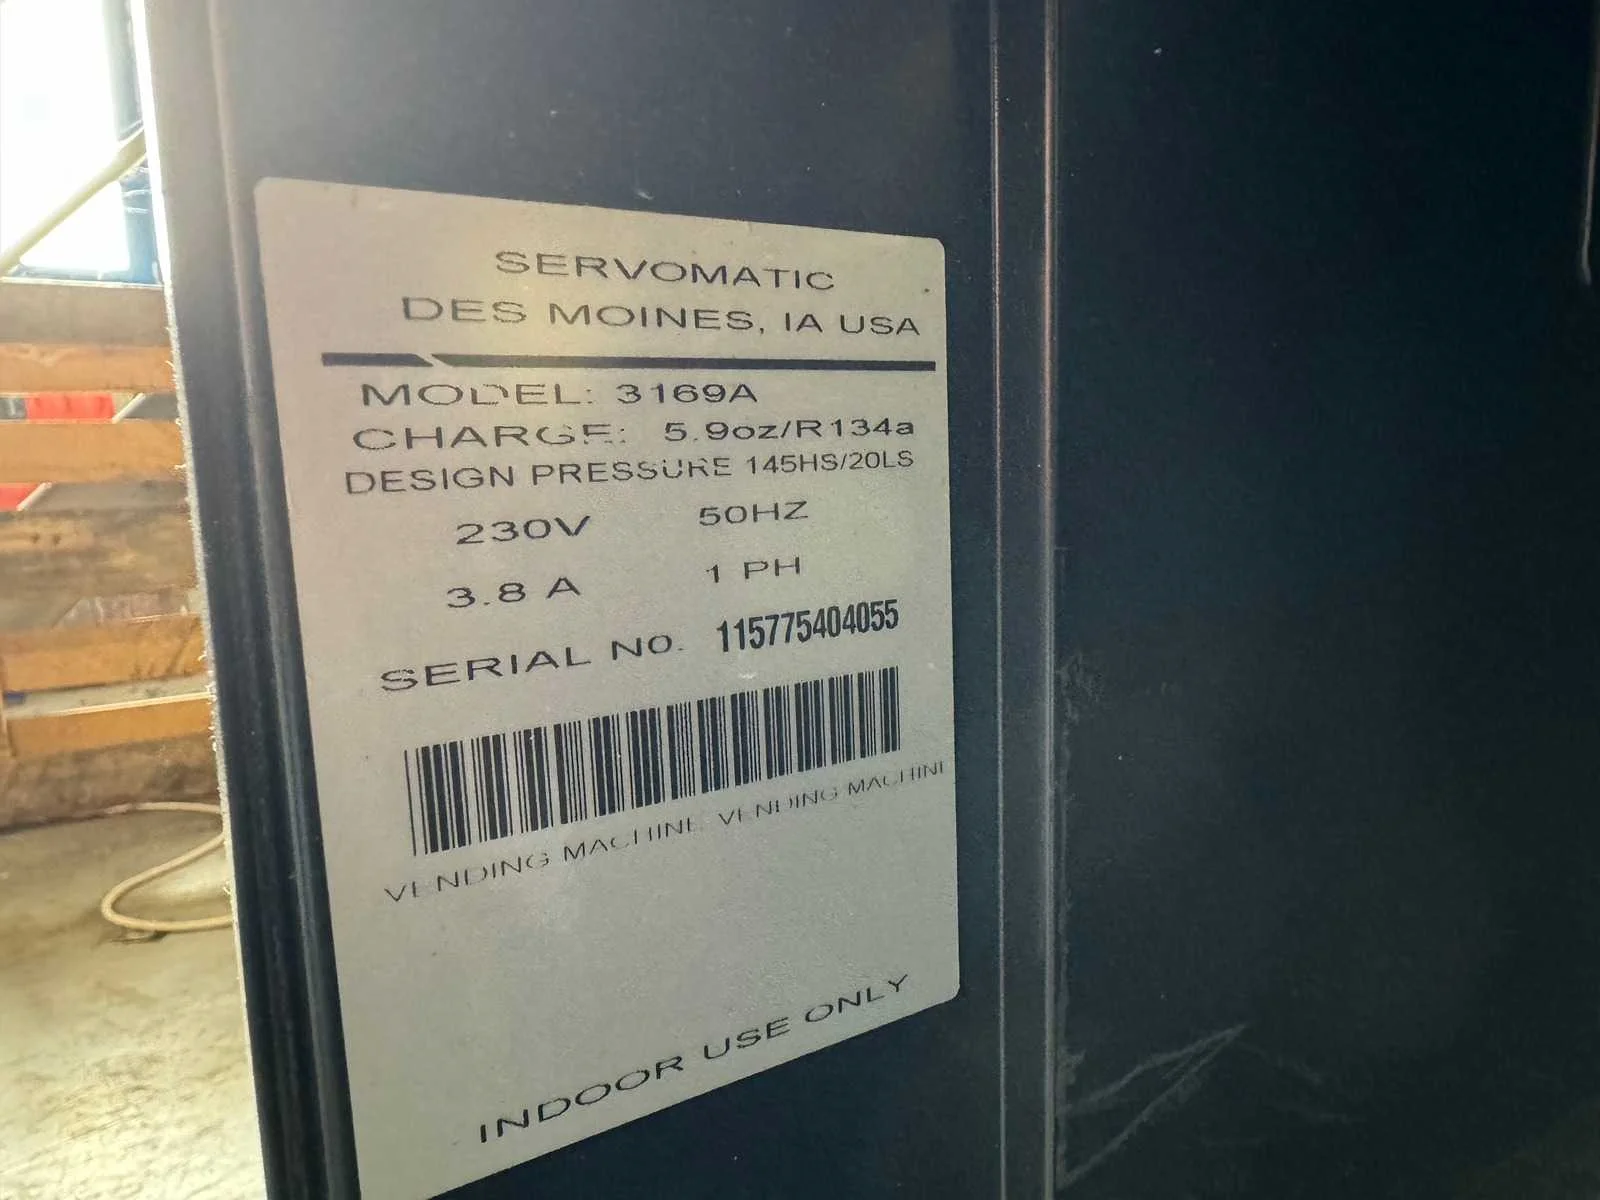 SERVOMATIC
DES MOINES, IA USA
MODEL: 3169A
CHARGE: 5.9oz/R134a
DESIGN PRESSURE 145HS/20LS
230V 50HZ
3.8 A 1 PH
SERIAL NO. 115775404055
VENDING MACHINE VENDING MACHINE
INDOOR USE ONLY